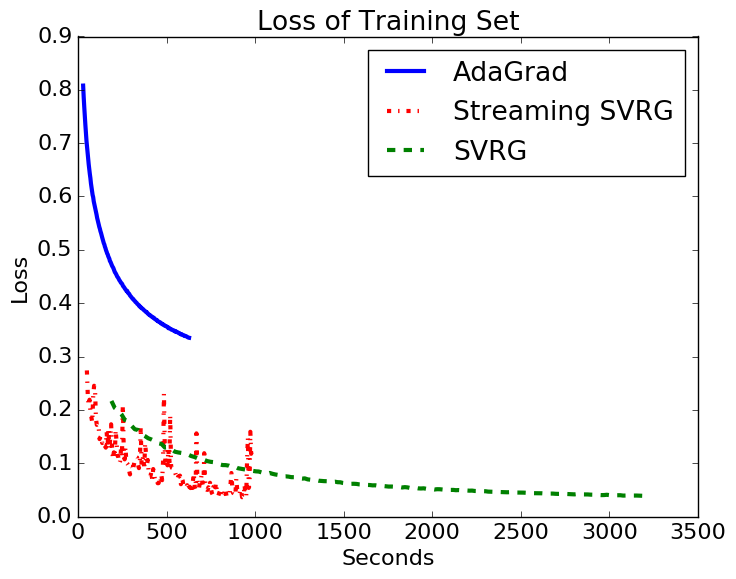 Loss of Training Set
0.9
0.8
0.7
0.6
0.5
0.4
0.3
0.2
0.1
0.0
Loss
AdaGrad
Streaming SVRG
SVRG
0 500 1000 1500 2000 2500 3000 3500
Seconds